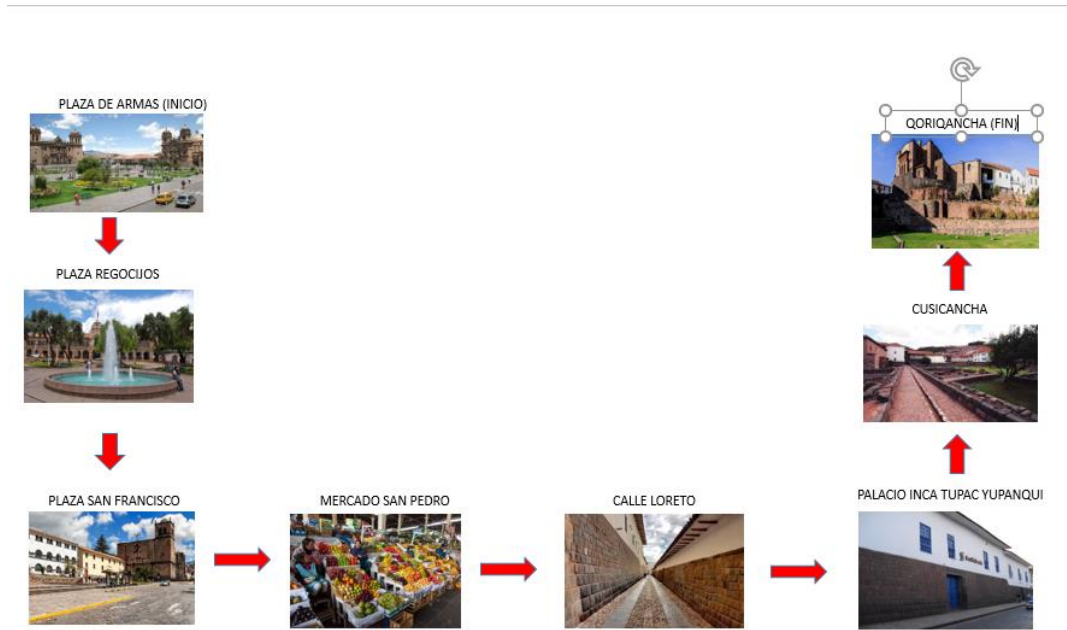 PLAZA DE ARMAS (INICIO)
PLAZA REGOCIJOS
PLAZA SAN FRANCISCO
MERCADO SAN PEDRO
CALLE LORETO
PALACIO INCA TUPAC YUPANQUI
CUSICANCHA
QORIQANCHA (FIN)